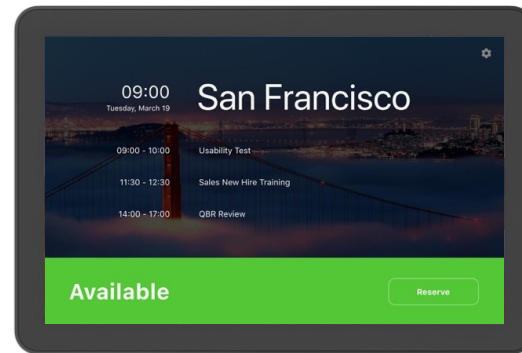 09:00
Tuesday, March 19
San Francisco
09:00 - 10:00 Usability Test
11:30 - 12:30 Sales New Hire Training
14:00 - 17:00 QBR Review
Available
Reserve